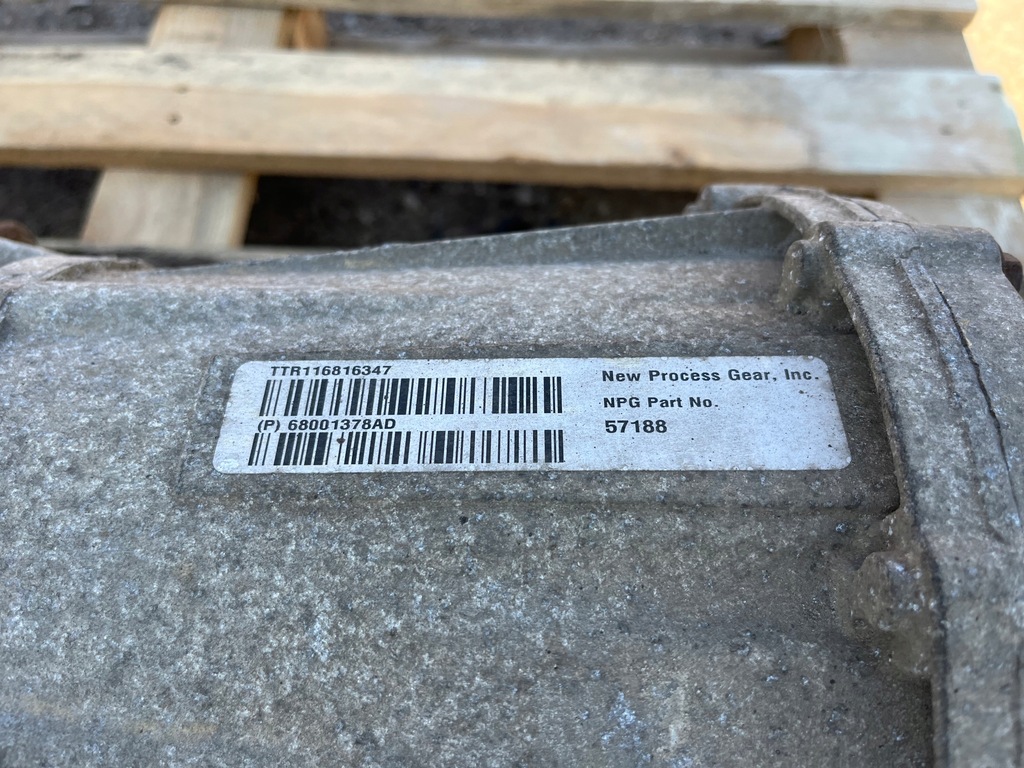 TTR116816347
(P) 68001378AD
New Process Gear, Inc.
NPG Part No.
57188